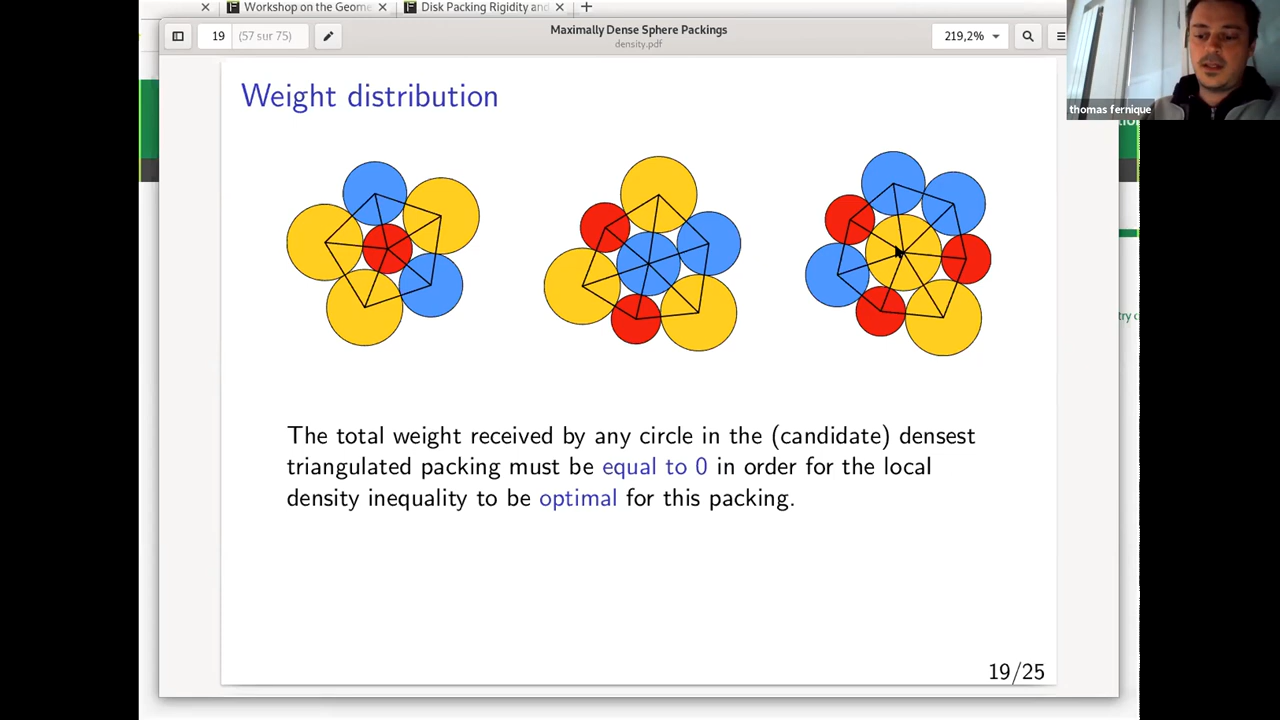 Workshop on the Geome
Disk Packing Rigidity and
19 (57 sur 75)
Maximally Dense Sphere Packings
density.pdf
219,2%
thomas fernique
Weight distribution
The total weight received by any circle in the (candidate) densest
triangulated packing must be equal to 0 in order for the local
density inequality to be optimal for this packing.
19/25